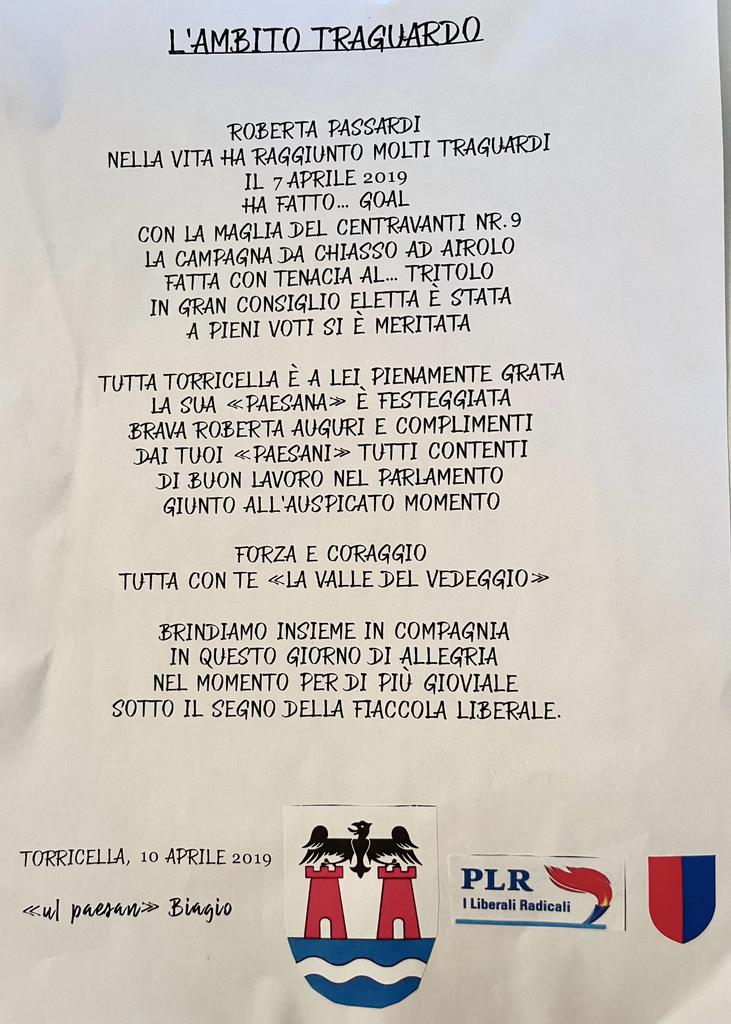 L'AMBITO TRAGUARDO
ROBERTA PASSARDI
NELLA VITA HA RAGGIUNTO MOLTI TRAGUARDI
IL 7 APRILE 2019
HA FATTO... GOAL
CON LA MAGLIA DEL CENTRAVANTI NR.9
LA CAMPAGNA DA CHIASSO AD AIROLO
FATTA CON TENACIA AL... TRITOLO
IN GRAN CONSIGLIO ELETTA È STATA
A PIENI VOTI SI È MERITATA
TUTTA TORRICELLA È A LEI PIENAMENTE GRATA
LA SUA «PAESANA» È FESTEGGIATA
BRAVA ROBERTA AUGURI E COMPLIMENTI
DAI TUOI «PAESANI» TUTTI CONTENTI
DI BUON LAVORO NEL PARLAMENTO
GIUNTO ALL'AUSPICATO MOMENTO
FORZA E CORAGGIO
TUTTA CON TE «LA VALLE DEL VEDEGGIO»
BRINDIAMO INSIEME IN COMPAGNIA
IN QUESTO GIORNO DI ALLEGRIA
NEL MOMENTO PER DI PIÙ GIOVIALE
SOTTO IL SEGNO DELLA FIACCOLA LIBERALE.
TORRICELLA, 10 APRILE 2019
«ul paesan» Biagio
PLR
I Liberali Radicali